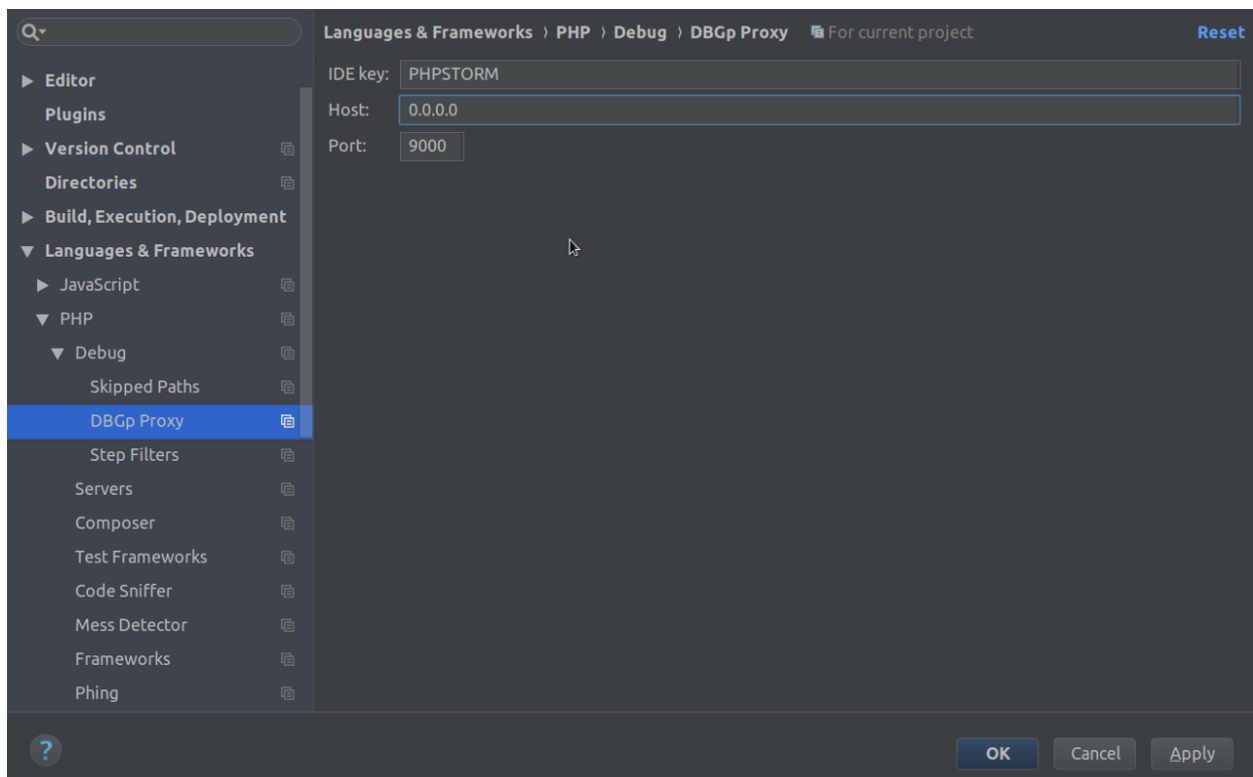 Languages & Frameworks › PHP › Debug › DBGp Proxy For current project Reset
IDE key: PHPSTORM
Host: 0.0.0.0
Port: 9000
Editor
Plugins
Version Control
Directories
Build, Execution, Deployment
Languages & Frameworks
JavaScript
PHP
Debug
Skipped Paths
DBGp Proxy
Step Filters
Servers
Composer
Test Frameworks
Code Sniffer
Mess Detector
Frameworks
Phing
? OK Cancel Apply